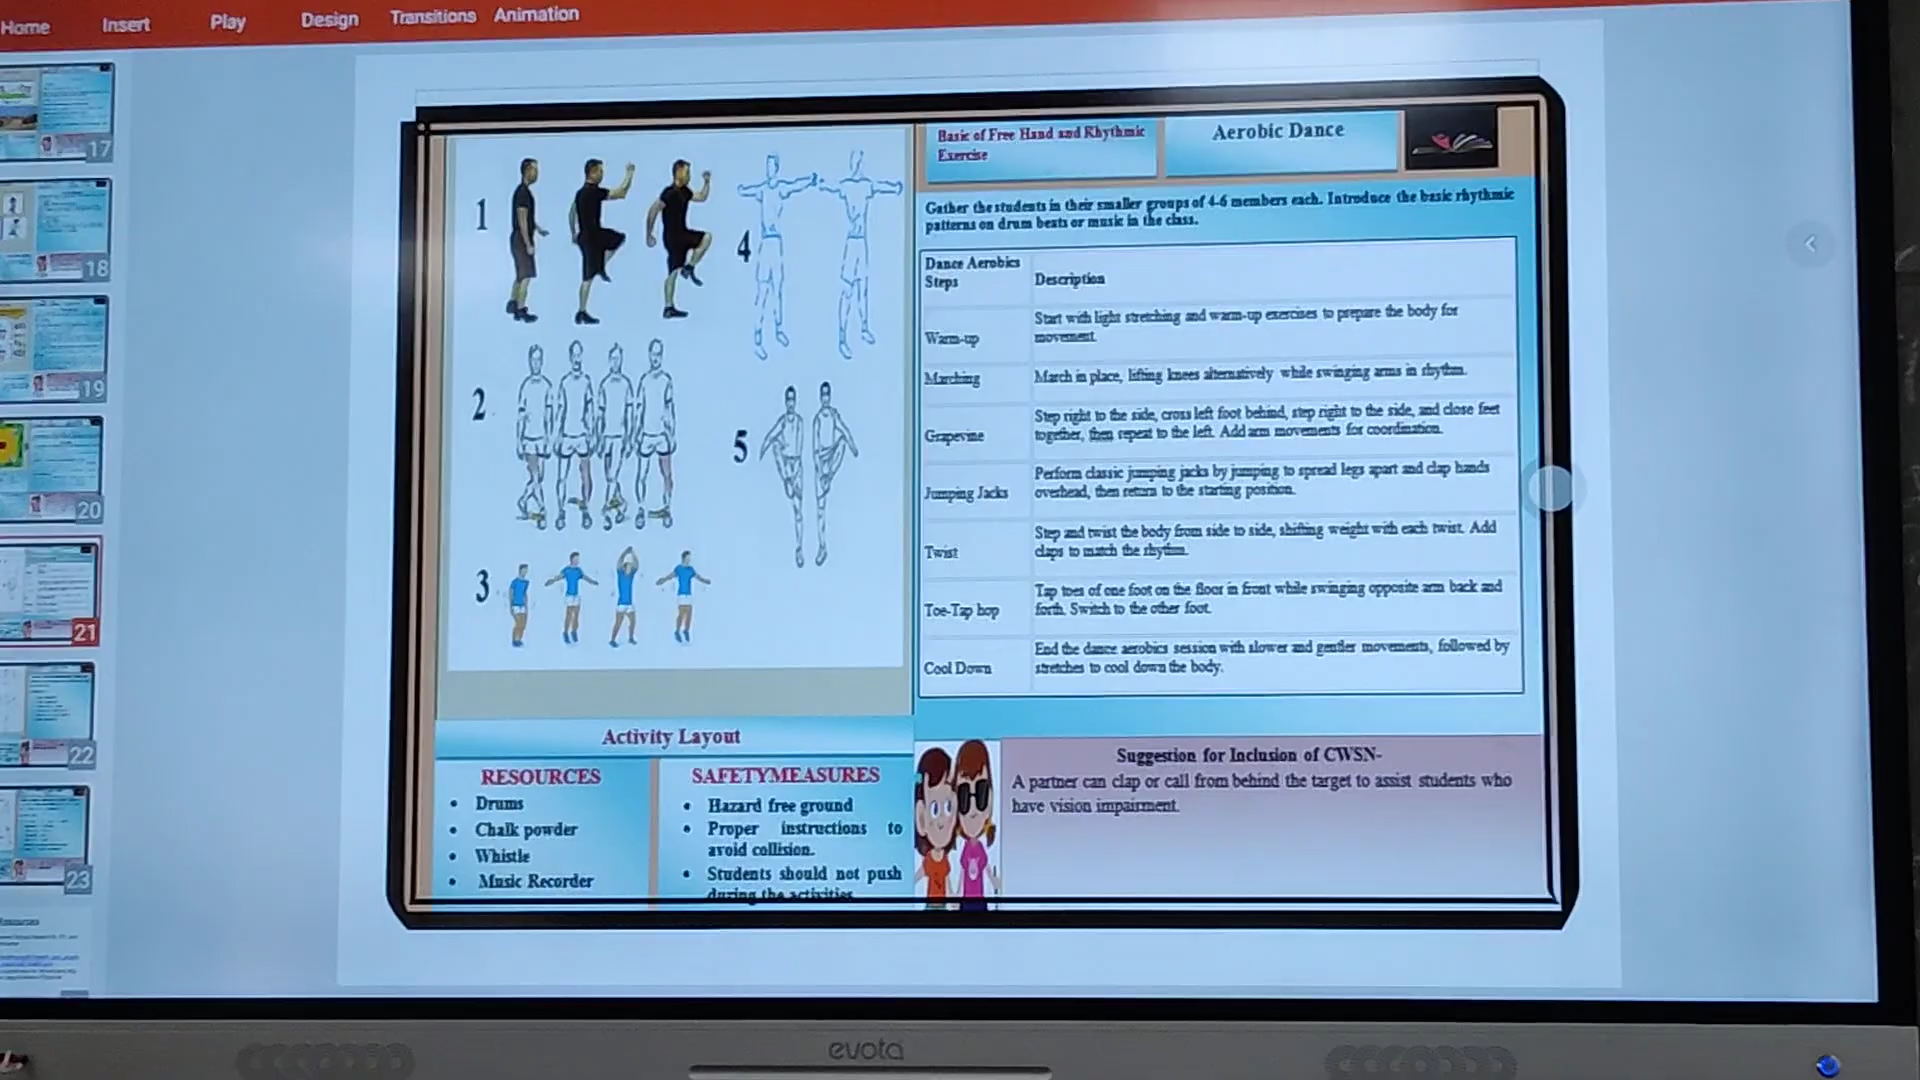 Home Insert Play Design Transitions Animation
17
18
19
20
21
22
23
1
2
3
4
5
Basic of Free Hand and Rhythmic
Exercise
Aerobic Dance
Gather the students in their smaller groups of 4-6 members each. Introduce the basic rhythmic
patterns on drum beats or music in the class.
Dance Aerobics
Steps
Description
Warm-up
Start with light stretching and warm-up exercises to prepare the body for
movement.
Marching
March in place, lifting knees alternatively while swinging arms in rhythm.
Grapevine
Step right to the side, cross left foot behind, step right to the side, and close feet
together, then repeat to the left. Add arm movements for coordination.
Jumping Jacks
Perform classic jumping jacks by jumping to spread legs apart and clap hands
overhead, then return to the starting position.
Twist
Step and twist the body from side to side, shifting weight with each twist. Add
claps to match the rhythm.
Toe-Tap hop
Tap toes of one foot on the floor in front while swinging opposite arm back and
forth. Switch to the other foot.
Cool Down
End the dance aerobics session with slower and gentler movements, followed by
stretches to cool down the body.
Activity Layout
RESOURCES
• Drums
• Chalk powder
• Whistle
• Music Recorder
SAFETYMEASURES
• Hazard free ground
• Proper instructions to
avoid collision.
• Students should not push
during the activities
Suggestion for Inclusion of CWSN-
A partner can clap or call from behind the target to assist students who
have vision impairment.
evota